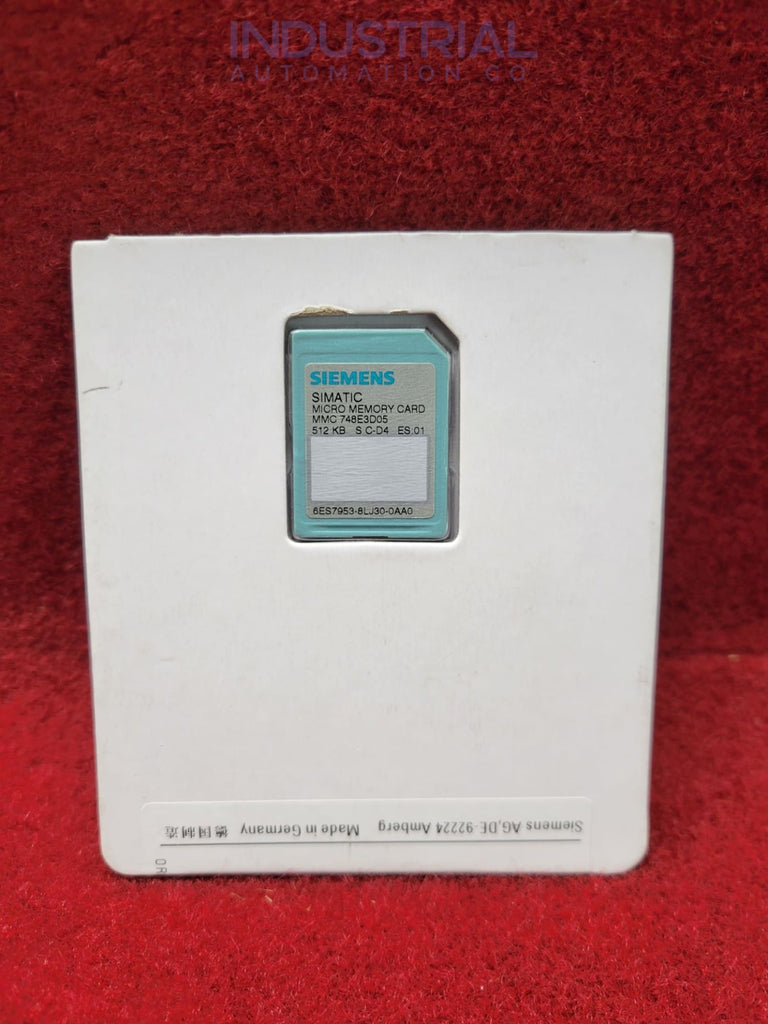 INDUSTRIAL
AUTOMATION CO
SIEMENS
SIMATIC
MICRO MEMORY CARD
MMC 748E3D05
512 KB S C-D4 ES:01
6ES7953-8LJ30-0AA0
Siemens AG,DE-92224 Amberg Made in Germany 德国制造
OR